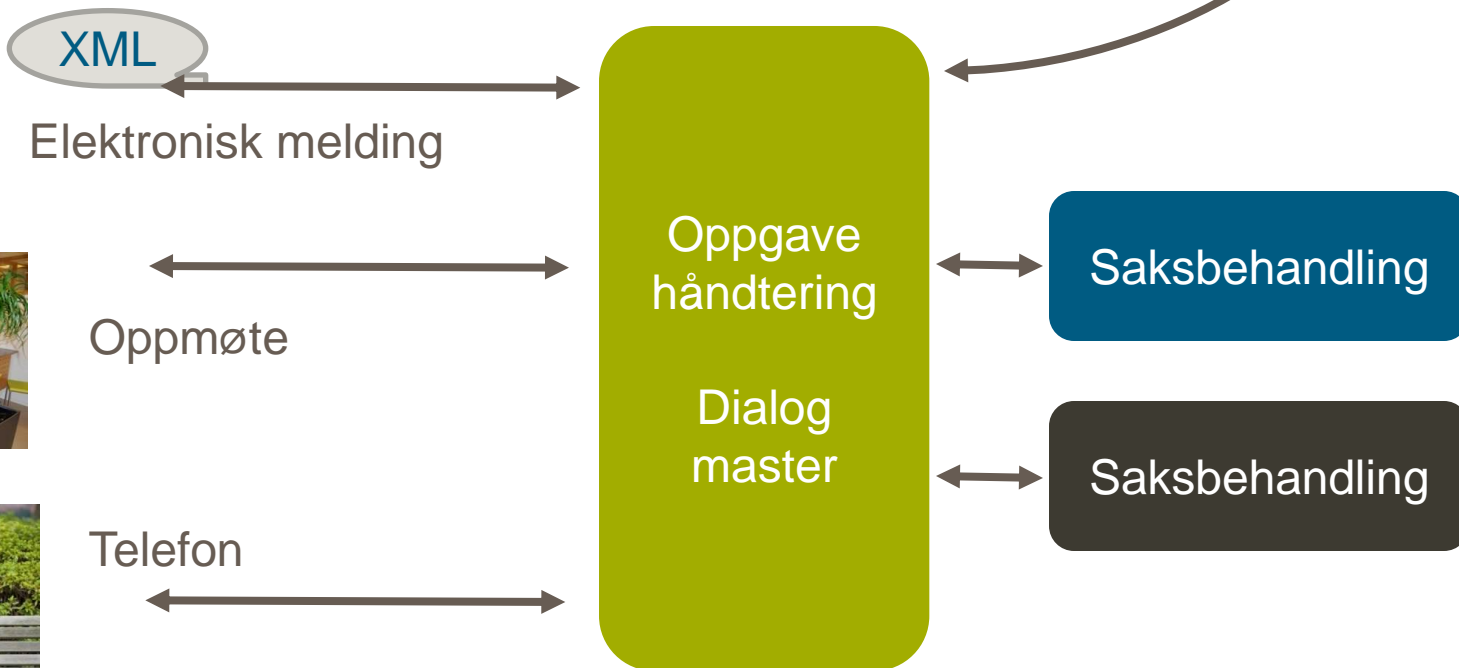 XML
Elektronisk melding
Oppmøte
Telefon
Oppgave
håndtering
Dialog
master
Saksbehandling
Saksbehandling